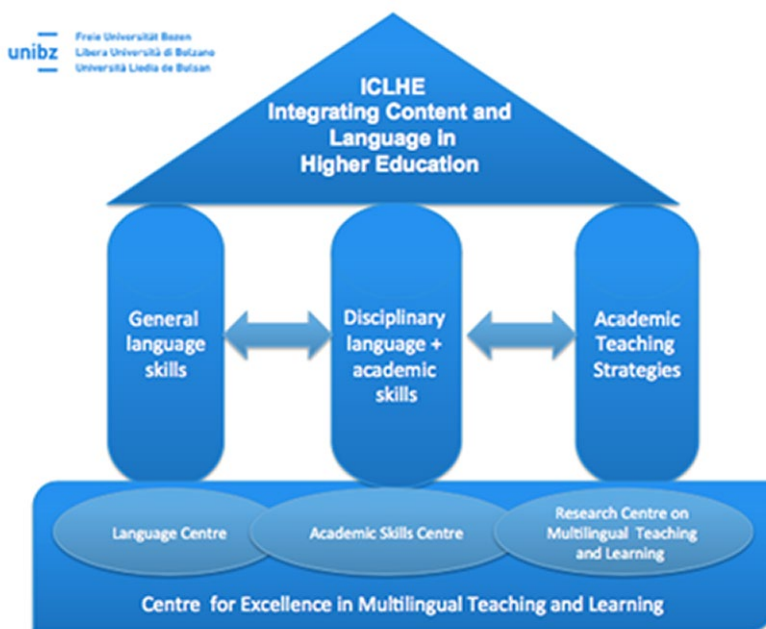 unibz
Freie Universität Bozen
Libera Università di Bolzano
Università Liedia de Bulsan
ICLHE
Integrating Content and
Language in
Higher Education
General
language
skills
Disciplinary
language +
academic
skills
Academic
Teaching
Strategies
Language Centre
Academic Skills Centre
Research Centre on
Multilingual Teaching
and Learning
Centre for Excellence in Multilingual Teaching and Learning